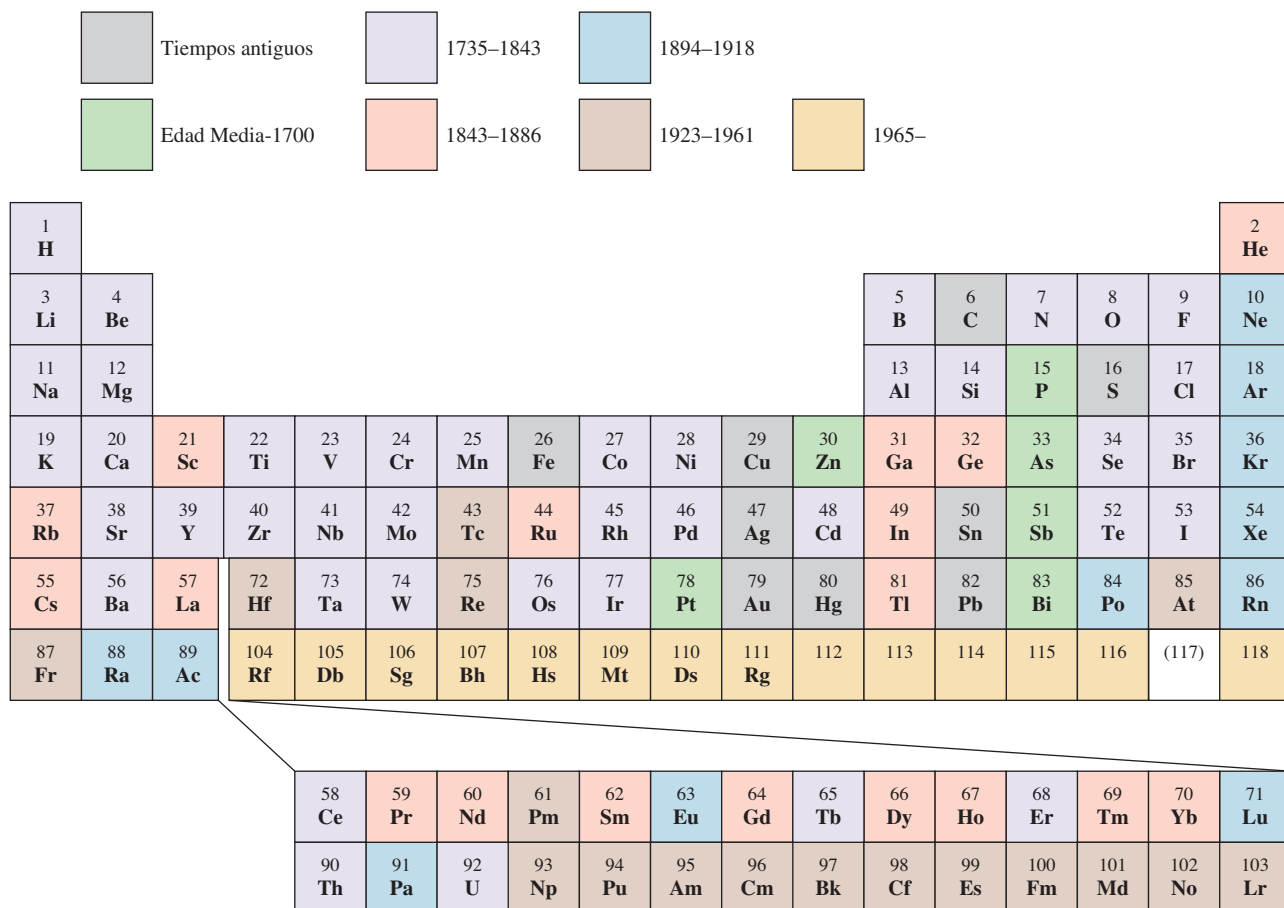 Tiempos antiguos 1735–1843 1894–1918
Edad Media-1700 1843–1886 1923–1961 1965–
1 2
H He
3 4 5 6 7 8 9 10
Li Be B C N O F Ne
11 12 13 14 15 16 17 18
Na Mg Al Si P S Cl Ar
19 20 21 22 23 24 25 26 27 28 29 30 31 32 33 34 35 36
K Ca Sc Ti V Cr Mn Fe Co Ni Cu Zn Ga Ge As Se Br Kr
37 38 39 40 41 42 43 44 45 46 47 48 49 50 51 52 53 54
Rb Sr Y Zr Nb Mo Tc Ru Rh Pd Ag Cd In Sn Sb Te I Xe
55 56 57 72 73 74 75 76 77 78 79 80 81 82 83 84 85 86
Cs Ba La Hf Ta W Re Os Ir Pt Au Hg Tl Pb Bi Po At Rn
87 88 89 104 105 106 107 108 109 110 111 112 113 114 115 116 (117) 118
Fr Ra Ac Rf Db Sg Bh Hs Mt Ds Rg
58 59 60 61 62 63 64 65 66 67 68 69 70 71
Ce Pr Nd Pm Sm Eu Gd Tb Dy Ho Er Tm Yb Lu
90 91 92 93 94 95 96 97 98 99 100 101 102 103
Th Pa U Np Pu Am Cm Bk Cf Es Fm Md No Lr